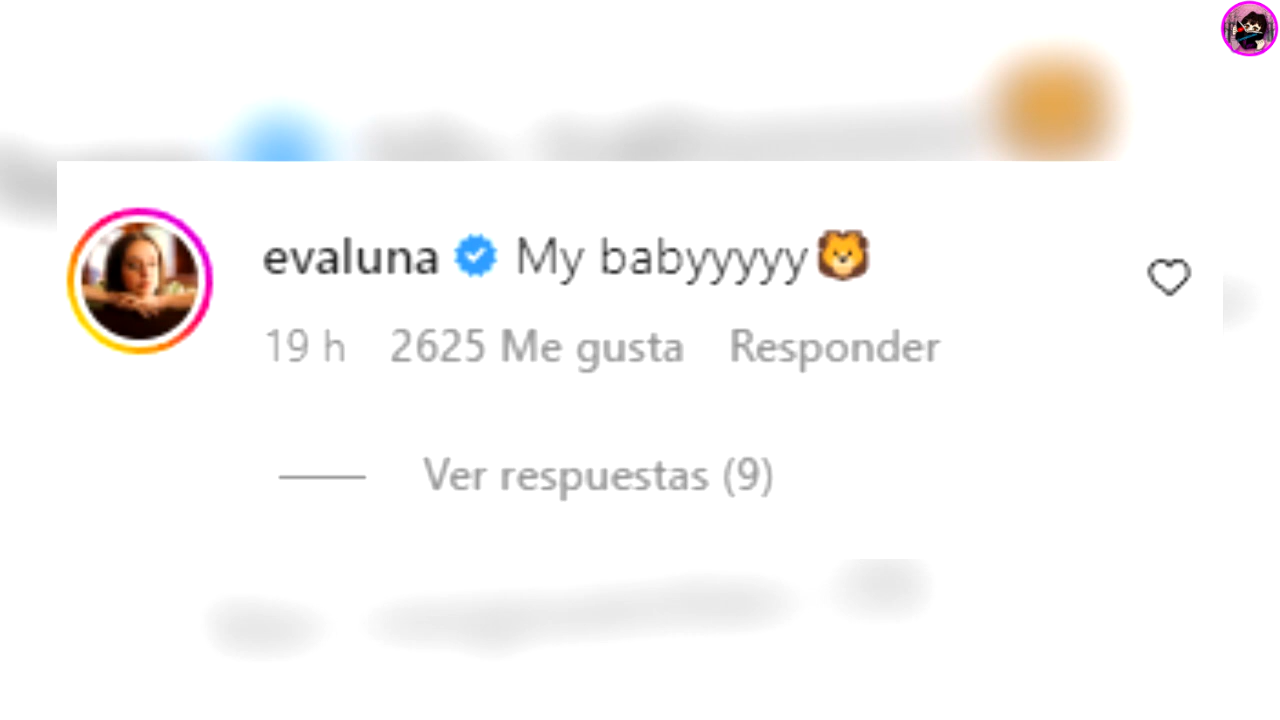 evaluna My babyyyyy🦁
19 h 2625 Me gusta Responder
Ver respuestas (9)